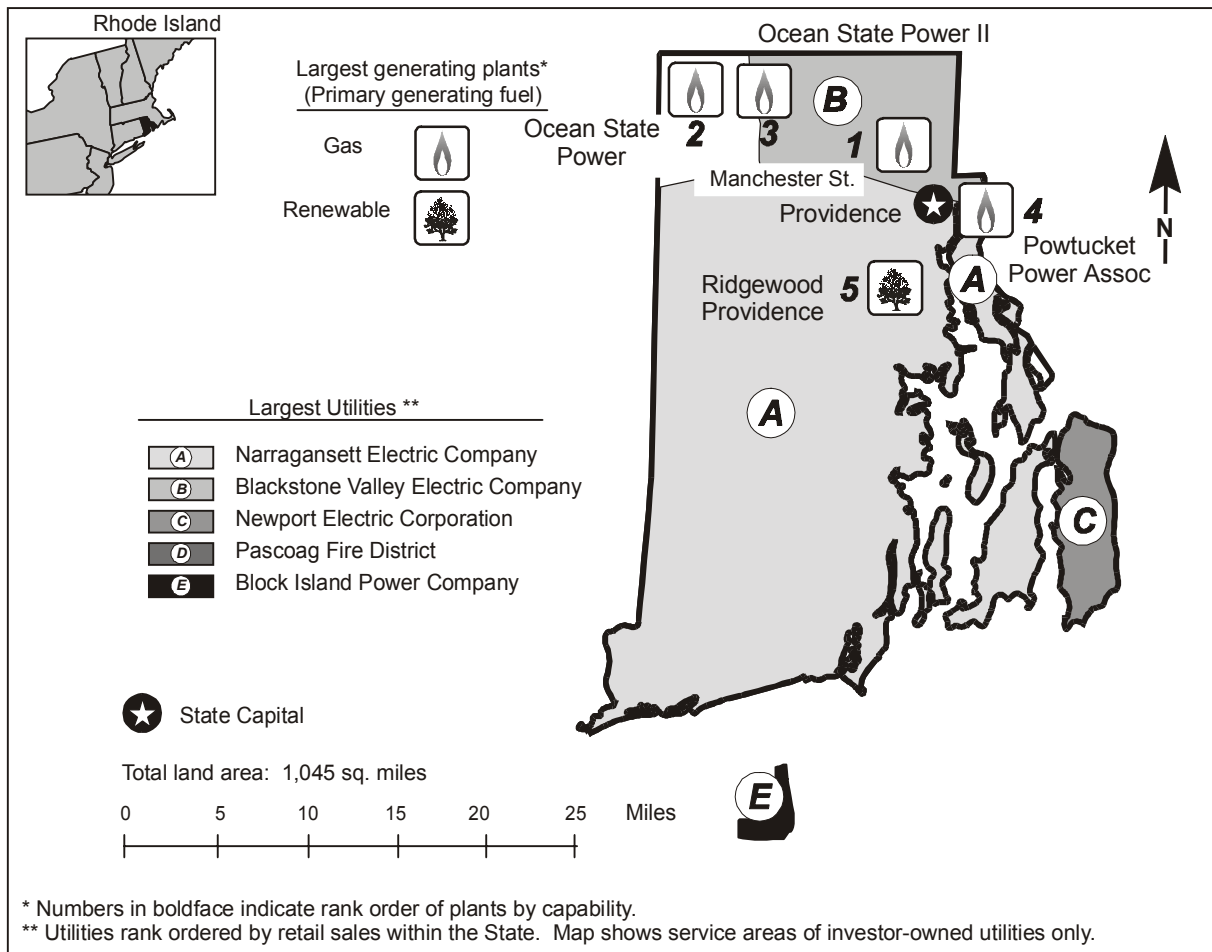 Rhode Island
Largest generating plants*
(Primary generating fuel)
Gas
Renewable
Ocean State Power II
Ocean State
Power
2
3
B
1
Manchester St.
Providence
4
Powtucket
Power Assoc
N
Ridgewood
Providence
5
A
A
C
E
Largest Utilities **
A Narragansett Electric Company
B Blackstone Valley Electric Company
C Newport Electric Corporation
D Pascoag Fire District
E Block Island Power Company
State Capital
Total land area: 1,045 sq. miles
0 5 10 15 20 25 Miles
* Numbers in boldface indicate rank order of plants by capability.
** Utilities rank ordered by retail sales within the State. Map shows service areas of investor-owned utilities only.